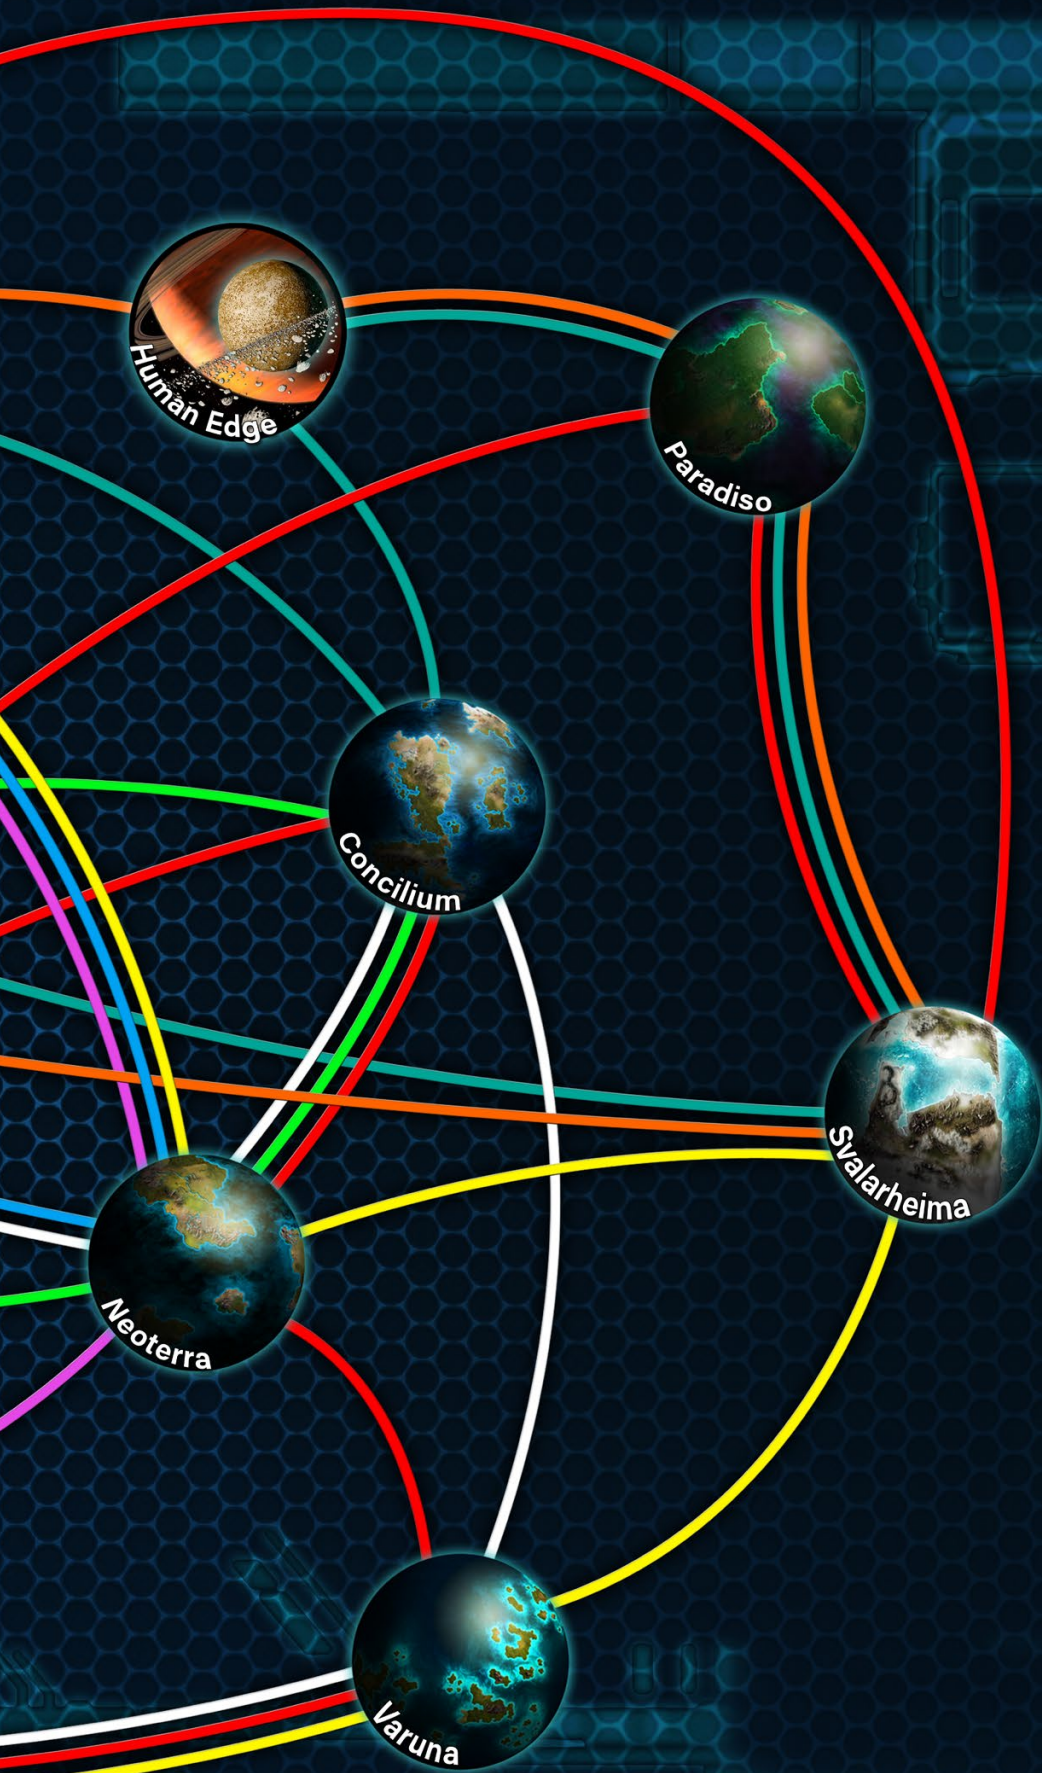 Human Edge
Paradiso
Concilium
Svalarheima
Neoterra
Varuna